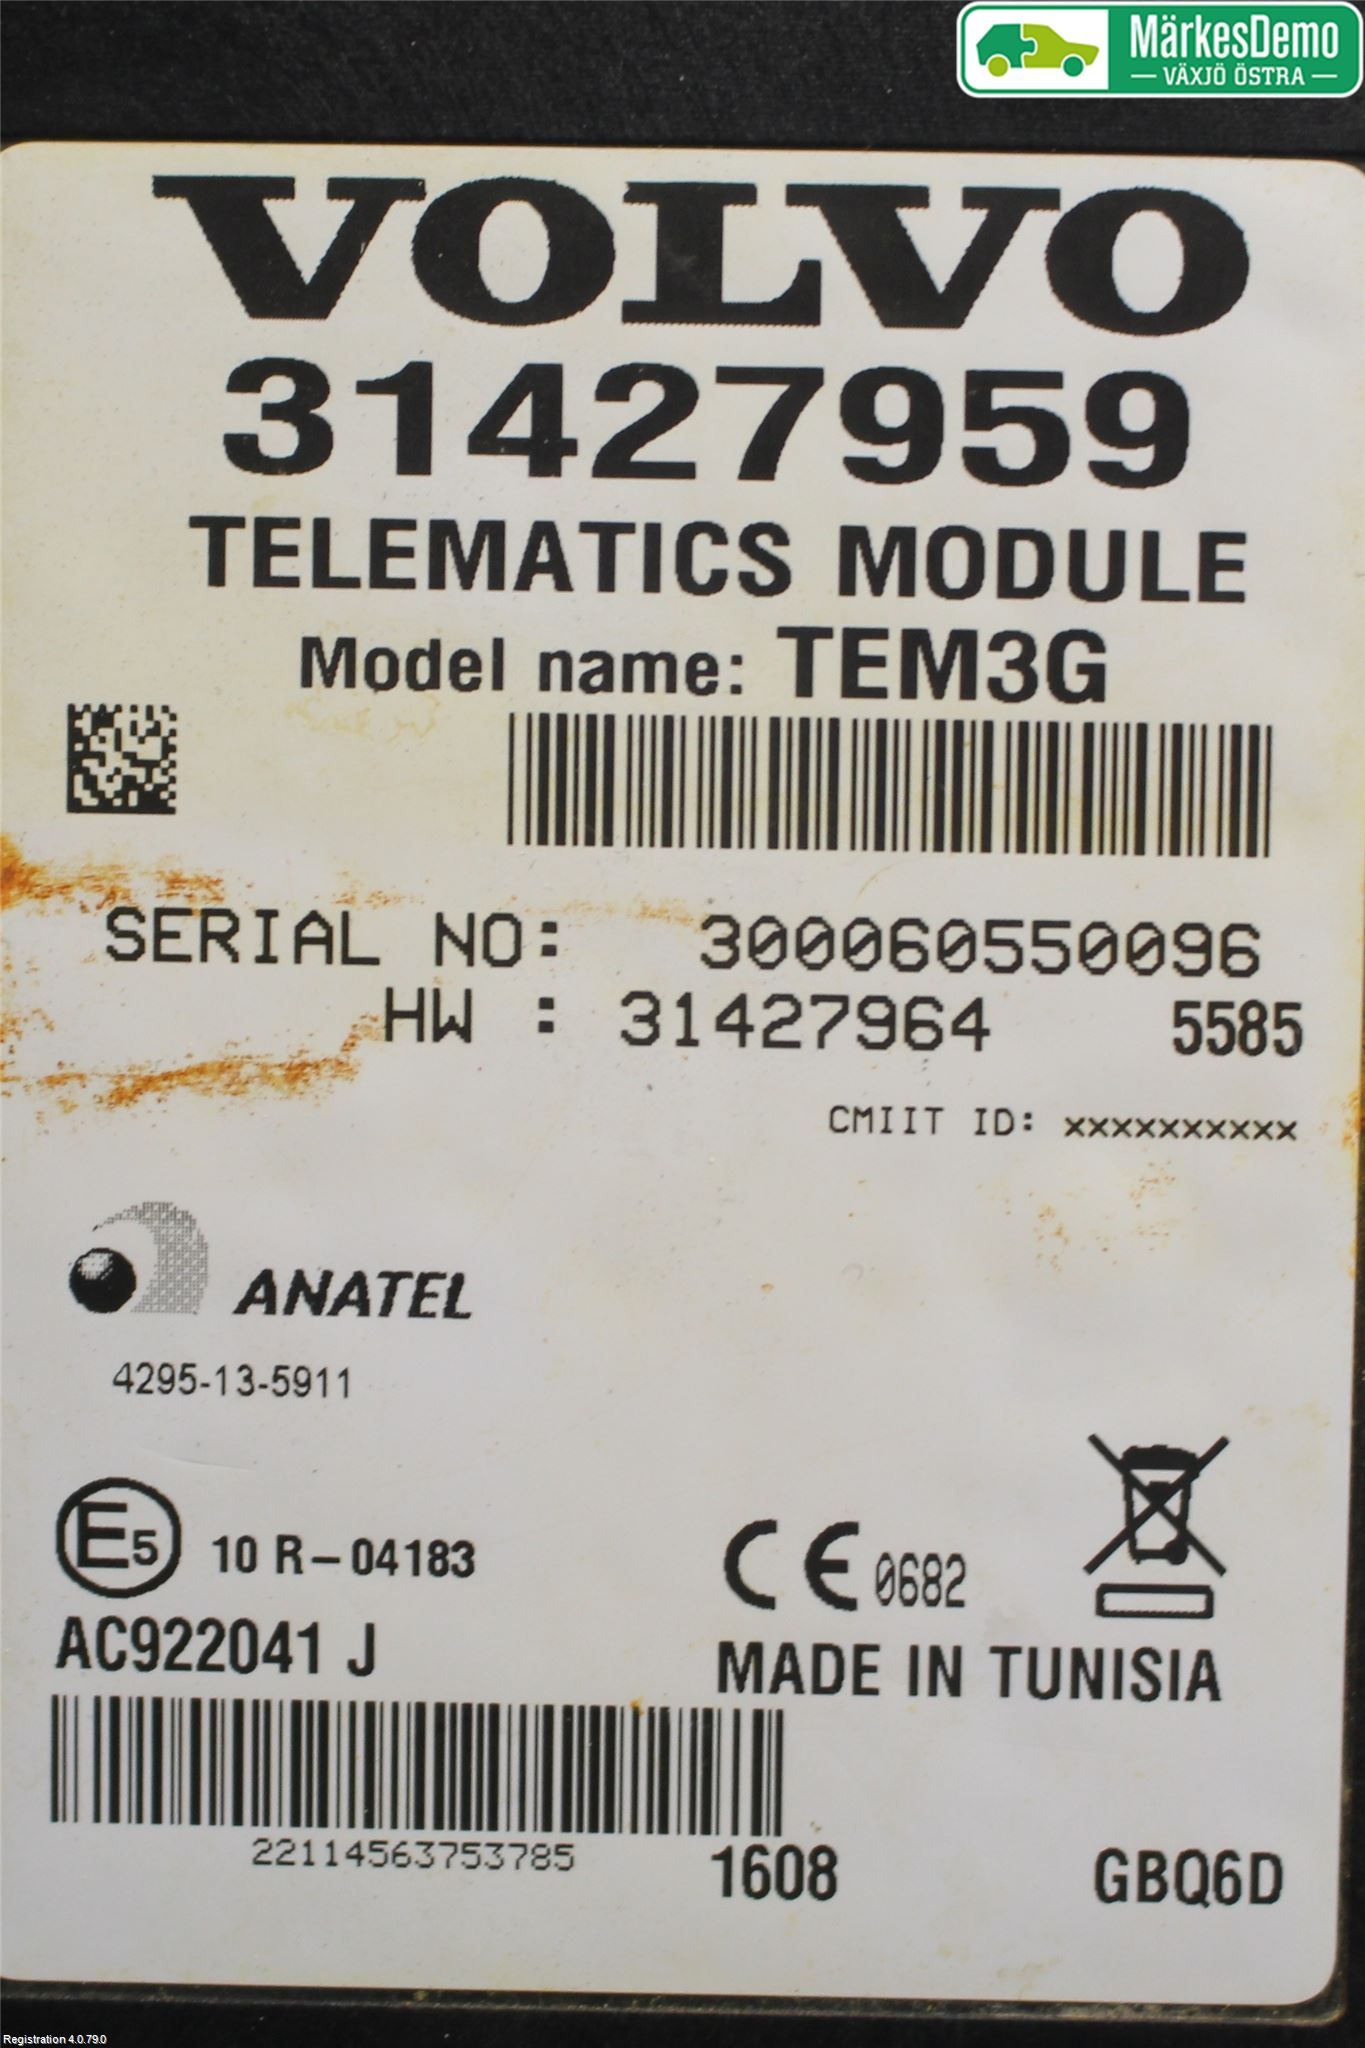 MärkesDemo
VÄXJÖ ÖSTRA
VOLVO
31427959
TELEMATICS MODULE
Model name: TEM3G
SERIAL NO: 300060550096
HW : 31427964 5585
CMIIT ID: xxxxxxxxxx
ANATEL
4295-13-5911
E5 10 R-04183
CE 0682
AC922041 J
MADE IN TUNISIA
22114563753785
1608
GBQ6D
Registration 4.0.79.0